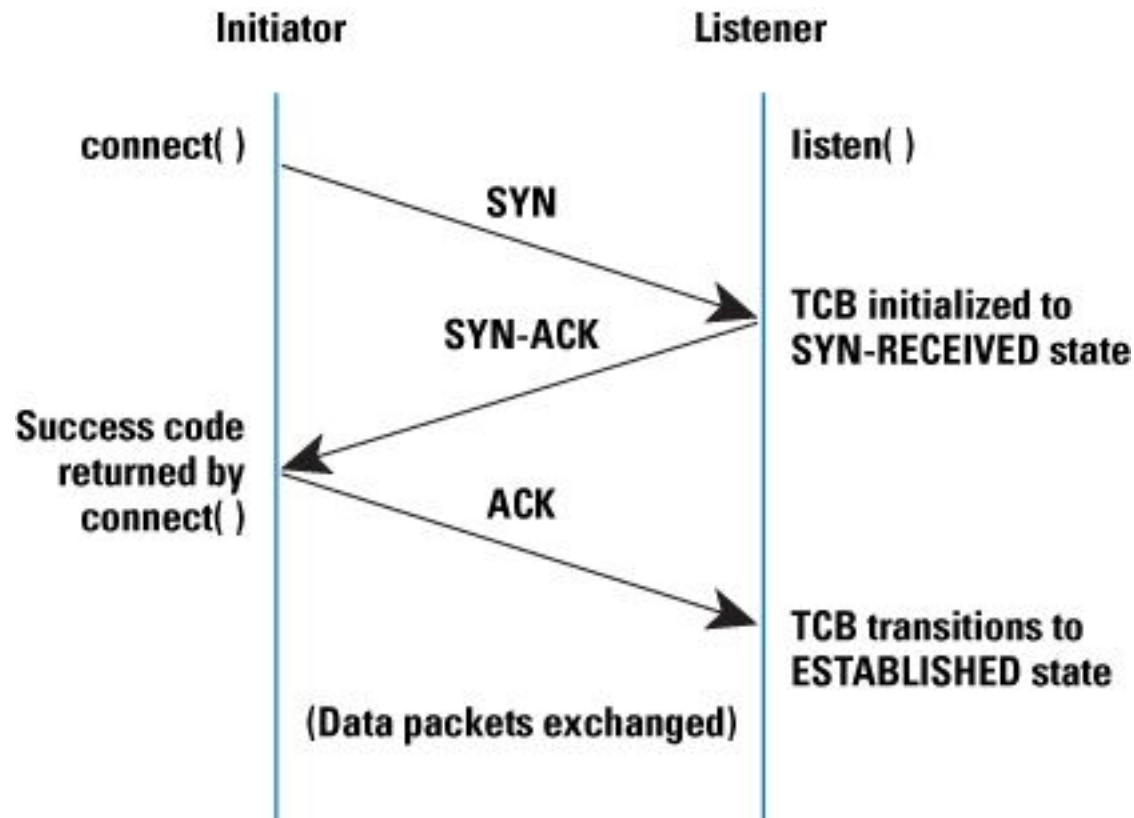 Initiator
Listener
connect( )
listen( )
SYN
TCB initialized to
SYN-RECEIVED state
SYN-ACK
Success code
returned by
connect( )
ACK
TCB transitions to
ESTABLISHED state
(Data packets exchanged)